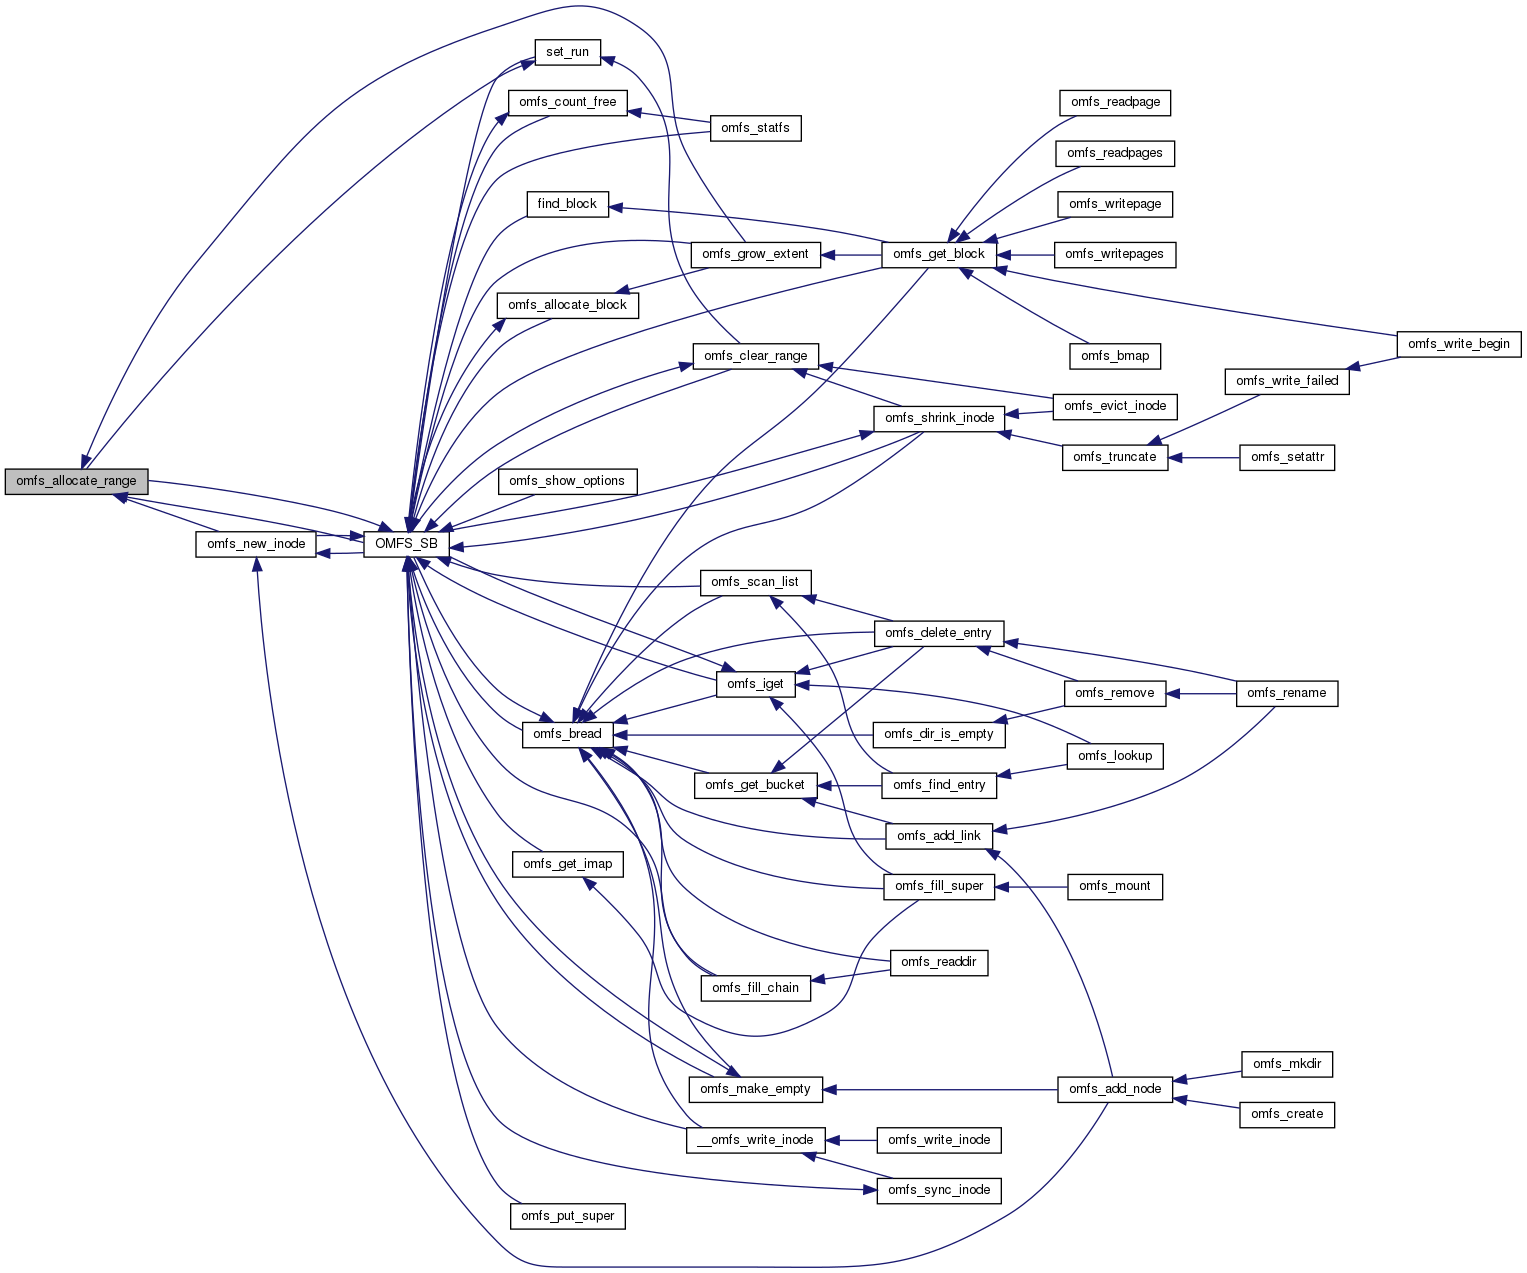 set_run
omfs_count_free
omfs_readpage
omfs_statfs
omfs_readpages
find_block
omfs_writepage
omfs_grow_extent
omfs_get_block
omfs_writepages
omfs_allocate_block
omfs_clear_range
omfs_bmap
omfs_write_begin
omfs_write_failed
omfs_shrink_inode
omfs_evict_inode
omfs_truncate
omfs_setattr
omfs_allocate_range
omfs_show_options
omfs_new_inode
OMFS_SB
omfs_scan_list
omfs_delete_entry
omfs_iget
omfs_remove
omfs_rename
omfs_bread
omfs_dir_is_empty
omfs_lookup
omfs_get_bucket
omfs_find_entry
omfs_add_link
omfs_get_imap
omfs_fill_super
omfs_mount
omfs_readdir
omfs_fill_chain
omfs_mkdir
omfs_make_empty
omfs_add_node
omfs_create
__omfs_write_inode
omfs_write_inode
omfs_sync_inode
omfs_put_super